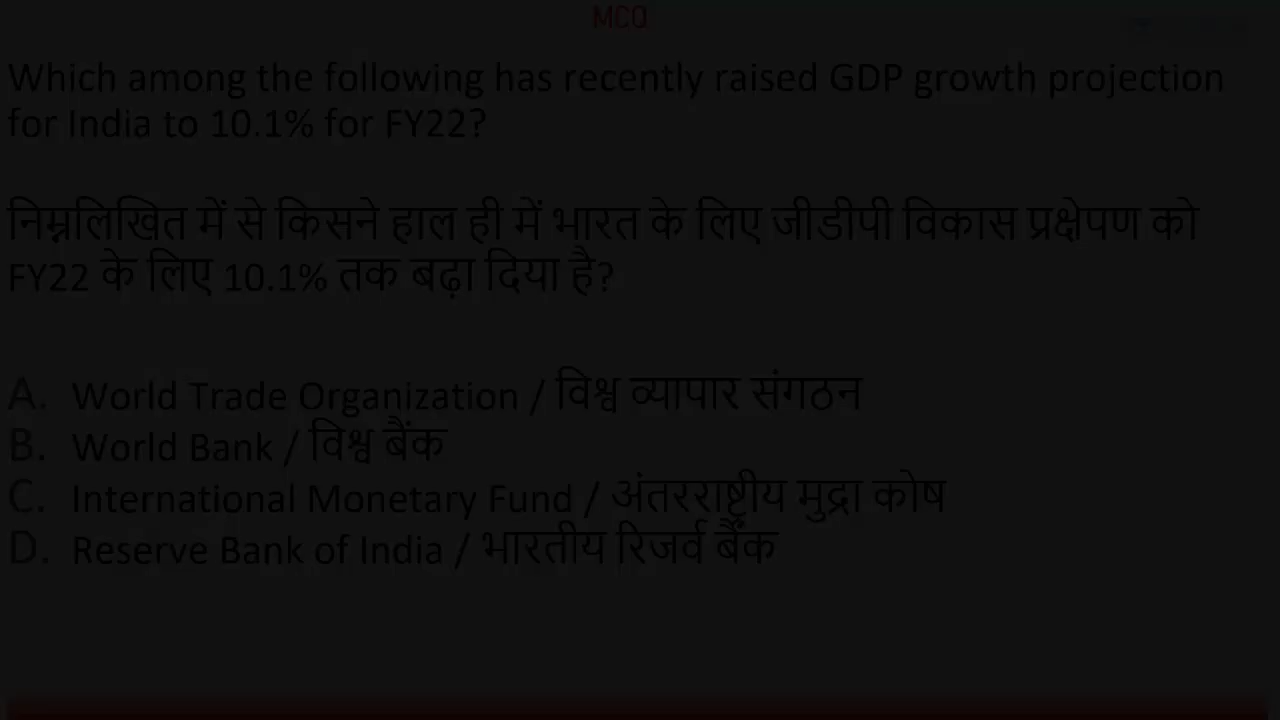 MCQ
Which among the following has recently raised GDP growth projection
for India to 10.1% for FY22?
निम्नलिखित में से किसने हाल ही में भारत के लिए जीडीपी विकास प्रक्षेपण को
FY22 के लिए 10.1% तक बढ़ा दिया है?
A. World Trade Organization / विश्व व्यापार संगठन
B. World Bank / विश्व बैंक
C. International Monetary Fund / अंतरराष्ट्रीय मुद्रा कोष
D. Reserve Bank of India / भारतीय रिजर्व बैंक